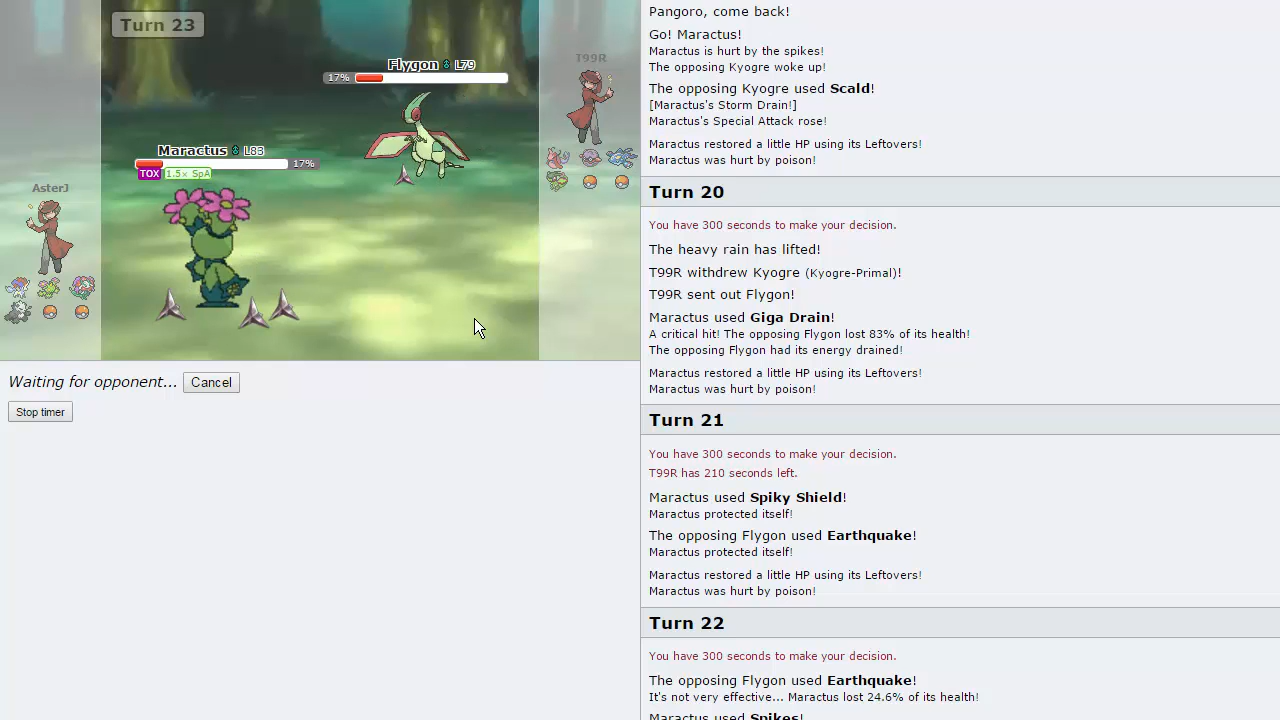 Turn 23
Flygon L79
17%
T99R
Maractus L83
17%
TOX 1.5× SpA
AsterJ
Waiting for opponent... Cancel
Stop timer
Pangoro, come back!
Go! Maractus!
Maractus is hurt by the spikes!
The opposing Kyogre woke up!
The opposing Kyogre used Scald!
[Maractus's Storm Drain!]
Maractus's Special Attack rose!
Maractus restored a little HP using its Leftovers!
Maractus was hurt by poison!
Turn 20
You have 300 seconds to make your decision.
The heavy rain has lifted!
T99R withdrew Kyogre (Kyogre-Primal)!
T99R sent out Flygon!
Maractus used Giga Drain!
A critical hit! The opposing Flygon lost 83% of its health!
The opposing Flygon had its energy drained!
Maractus restored a little HP using its Leftovers!
Maractus was hurt by poison!
Turn 21
You have 300 seconds to make your decision.
T99R has 210 seconds left.
Maractus used Spiky Shield!
Maractus protected itself!
The opposing Flygon used Earthquake!
Maractus protected itself!
Maractus restored a little HP using its Leftovers!
Maractus was hurt by poison!
Turn 22
You have 300 seconds to make your decision.
The opposing Flygon used Earthquake!
It's not very effective... Maractus lost 24.6% of its health!
Maractus used Spikes!